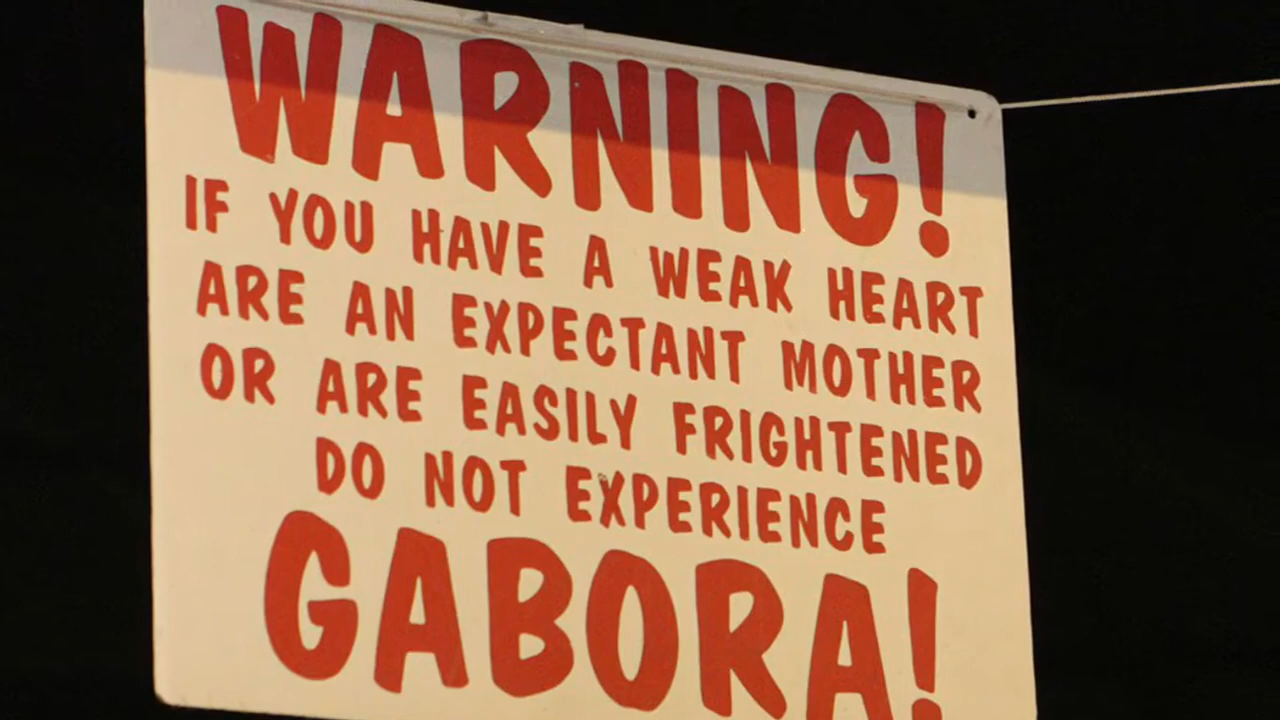 WARNING!
IF YOU HAVE A WEAK HEART
ARE AN EXPECTANT MOTHER
OR ARE EASILY FRIGHTENED
DO NOT EXPERIENCE
GABORA!